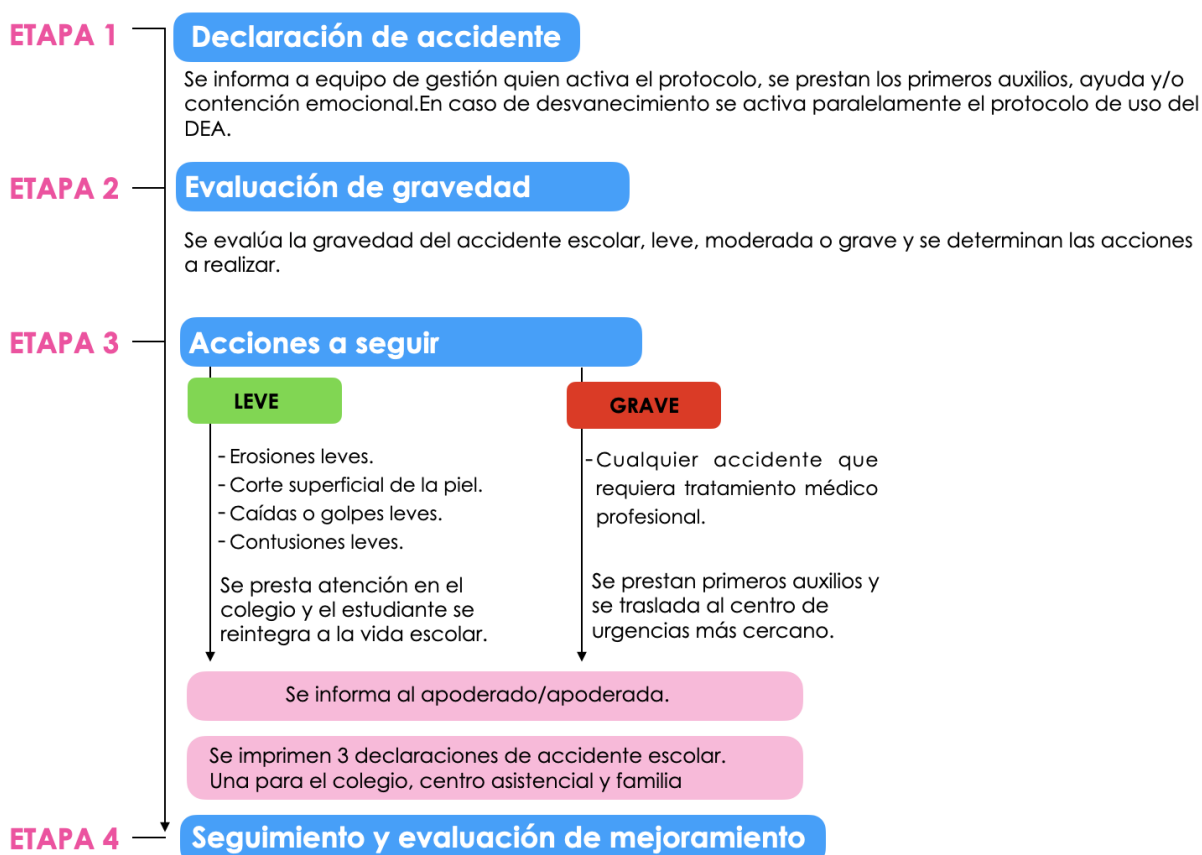 ETAPA 1
Declaración de accidente
Se informa a equipo de gestión quien activa el protocolo, se prestan los primeros auxilios, ayuda y/o
contención emocional.En caso de desvanecimiento se activa paralelamente el protocolo de uso del
DEA.
ETAPA 2
Evaluación de gravedad
Se evalúa la gravedad del accidente escolar, leve, moderada o grave y se determinan las acciones
a realizar.
ETAPA 3
Acciones a seguir
LEVE
- Erosiones leves.
- Corte superficial de la piel.
- Caídas o golpes leves.
- Contusiones leves.
Se presta atención en el
colegio y el estudiante se
reintegra a la vida escolar.
GRAVE
- Cualquier accidente que
requiera tratamiento médico
profesional.
Se prestan primeros auxilios y
se traslada al centro de
urgencias más cercano.
Se informa al apoderado/apoderada.
Se imprimen 3 declaraciones de accidente escolar.
Una para el colegio, centro asistencial y familia
ETAPA 4
Seguimiento y evaluación de mejoramiento